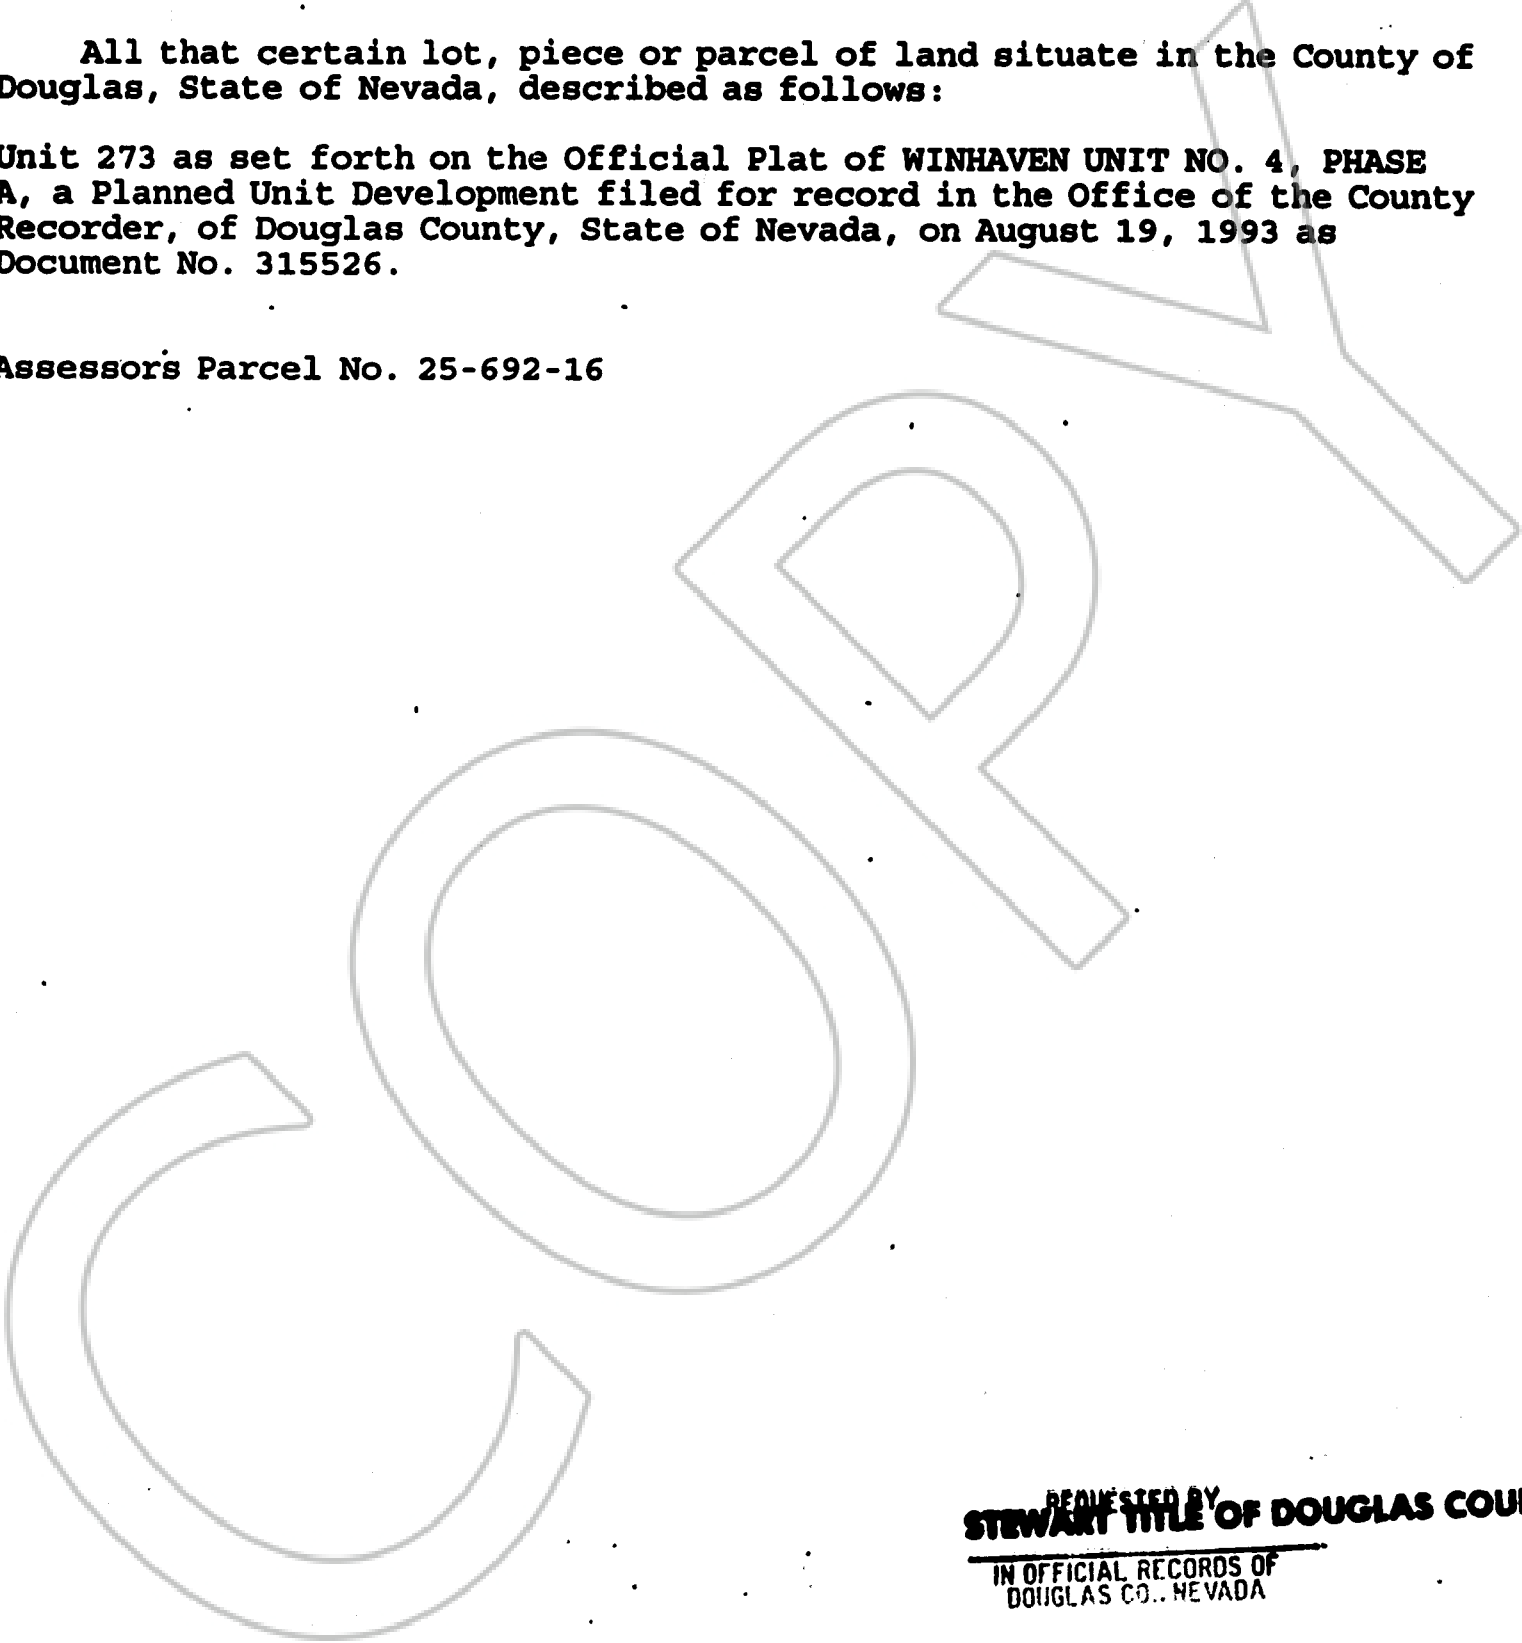 All that certain lot, piece or parcel of land situate in the County of
Douglas, State of Nevada, described as follows:
Unit 273 as set forth on the Official Plat of WINHAVEN UNIT NO. 4, PHASE
A, a Planned Unit Development filed for record in the Office of the County
Recorder, of Douglas County, State of Nevada, on August 19, 1993 as
Document No. 315526.
Assessor's Parcel No. 25-692-16
COPY
REQUESTED BY
STEWART TITLE OF DOUGLAS COU
IN OFFICIAL RECORDS OF
DOUGLAS CO., NEVADA